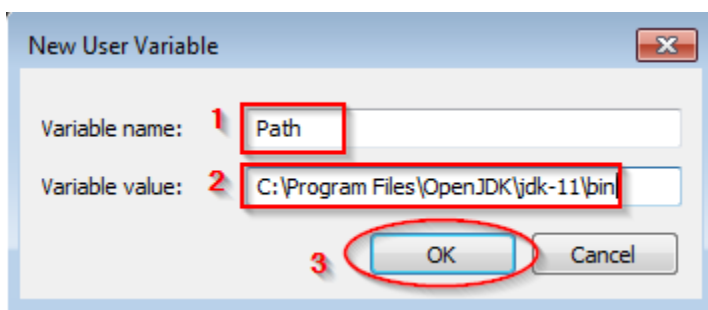 New User Variable
Variable name: 1 Path
Variable value: 2 C:\Program Files\OpenJDK\jdk-11\bin
3 OK Cancel